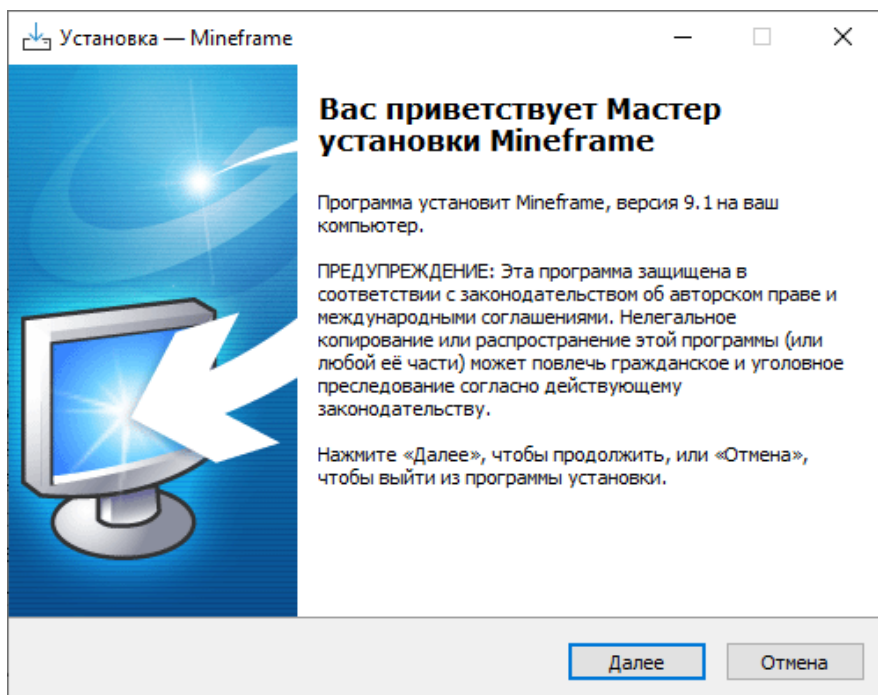 Установка — Mineframe
Вас приветствует Мастер
установки Mineframe
Программа установит Mineframe, версия 9.1 на ваш
компьютер.
ПРЕДУПРЕЖДЕНИЕ: Эта программа защищена в
соответствии с законодательством об авторском праве и
международными соглашениями. Нелегальное
копирование или распространение этой программы (или
любой её части) может повлечь гражданское и уголовное
преследование согласно действующему
законодательству.
Нажмите «Далее», чтобы продолжить, или «Отмена»,
чтобы выйти из программы установки.
Далее
Отмена